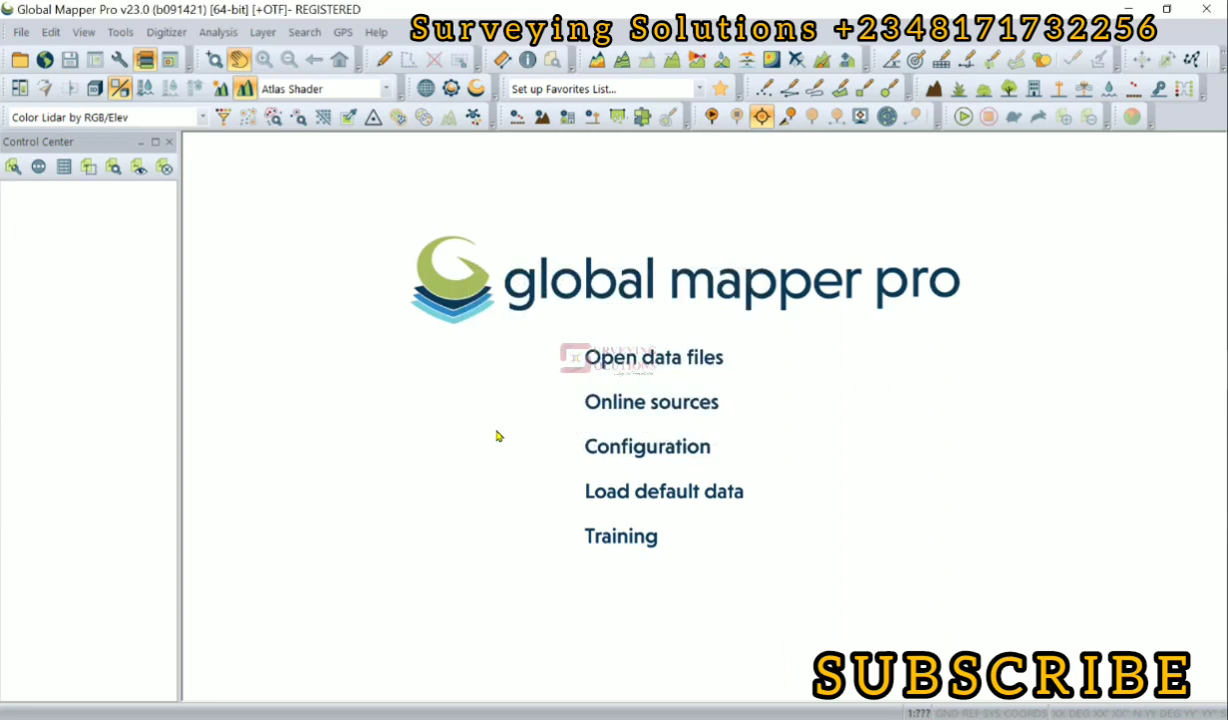 Global Mapper Pro v23.0 (b091421) [64-bit] [+OTF]- REGISTERED
Surveying Solutions +2348171732256
File Edit View Tools Digitizer Analysis Layer Search GPS Help
Atlas Shader
Set up Favorites List...
Color Lidar by RGB/Elev
Control Center
global mapper pro
Open data files
Online sources
Configuration
Load default data
Training
SUBSCRIBE
1:???